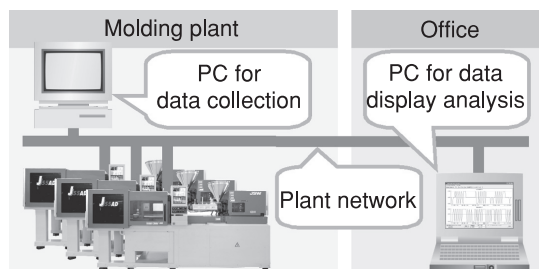 Molding plant
Office
PC for
data collection
PC for data
display analysis
Plant network